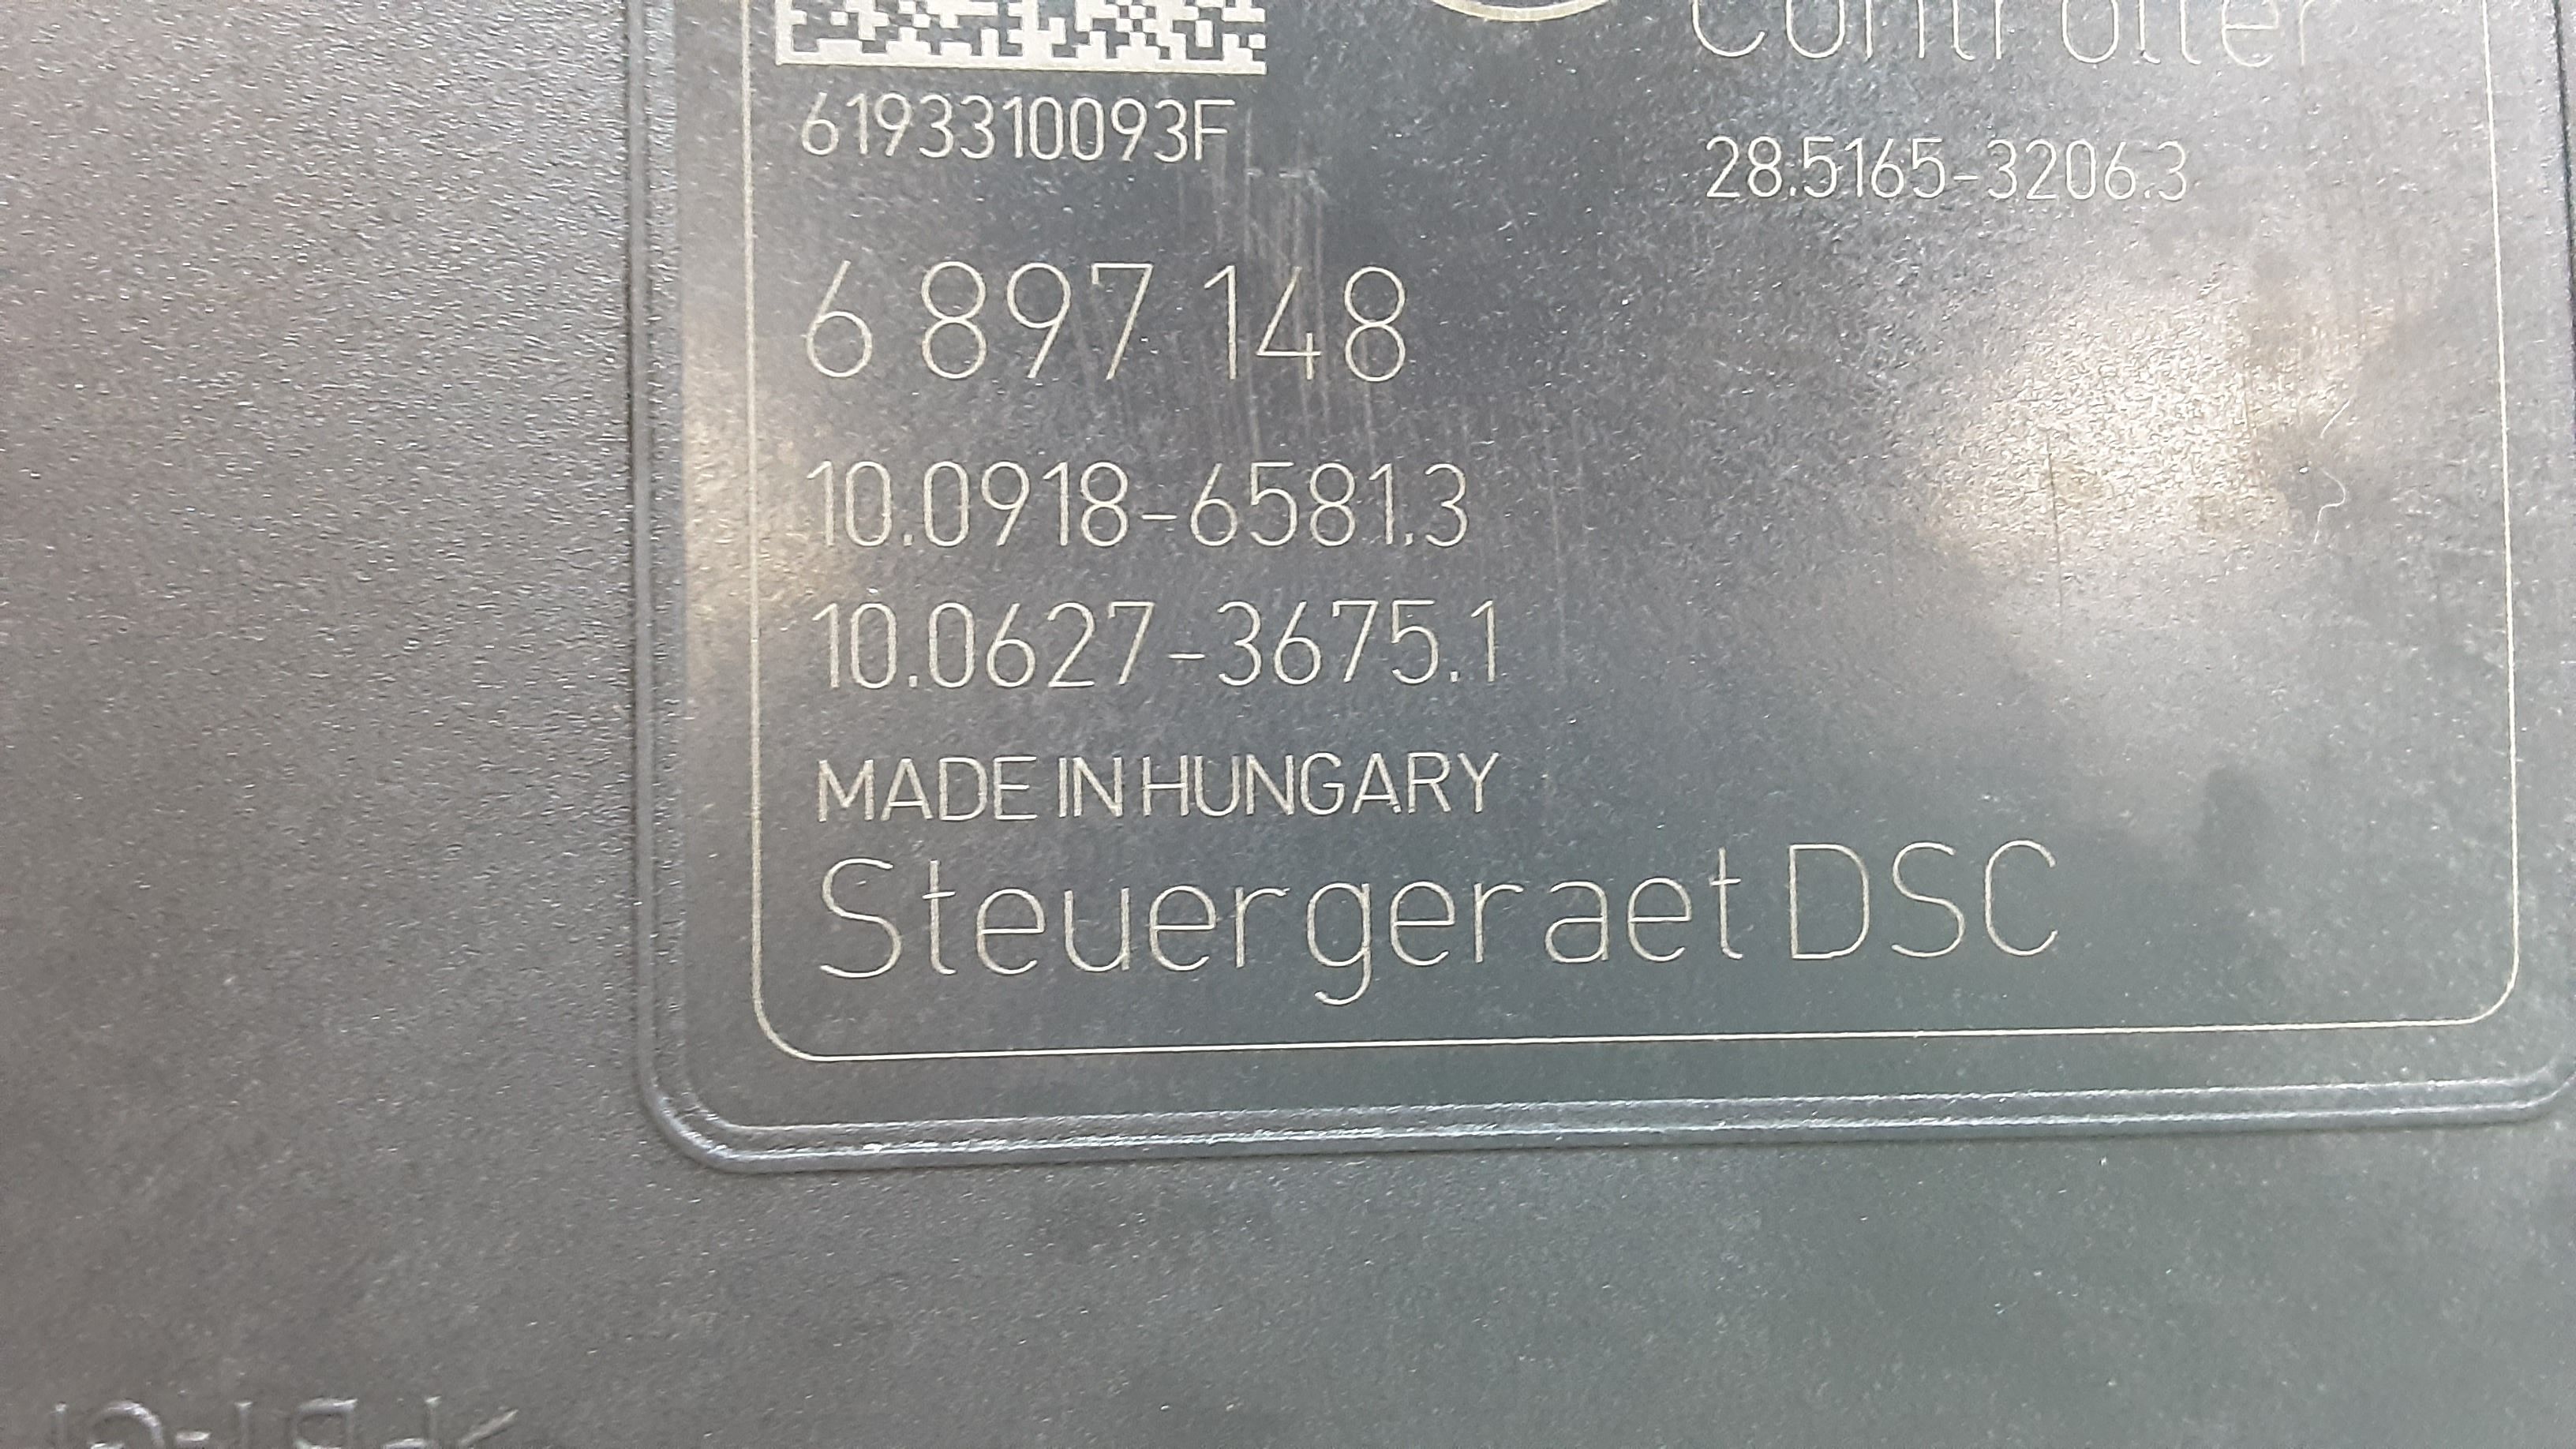 Controller
6193310093F
28.5165-3206.3
6 897 148
10.0918-6581.3
10.0627-3675.1
MADE IN HUNGARY
Steuergeraet DSC